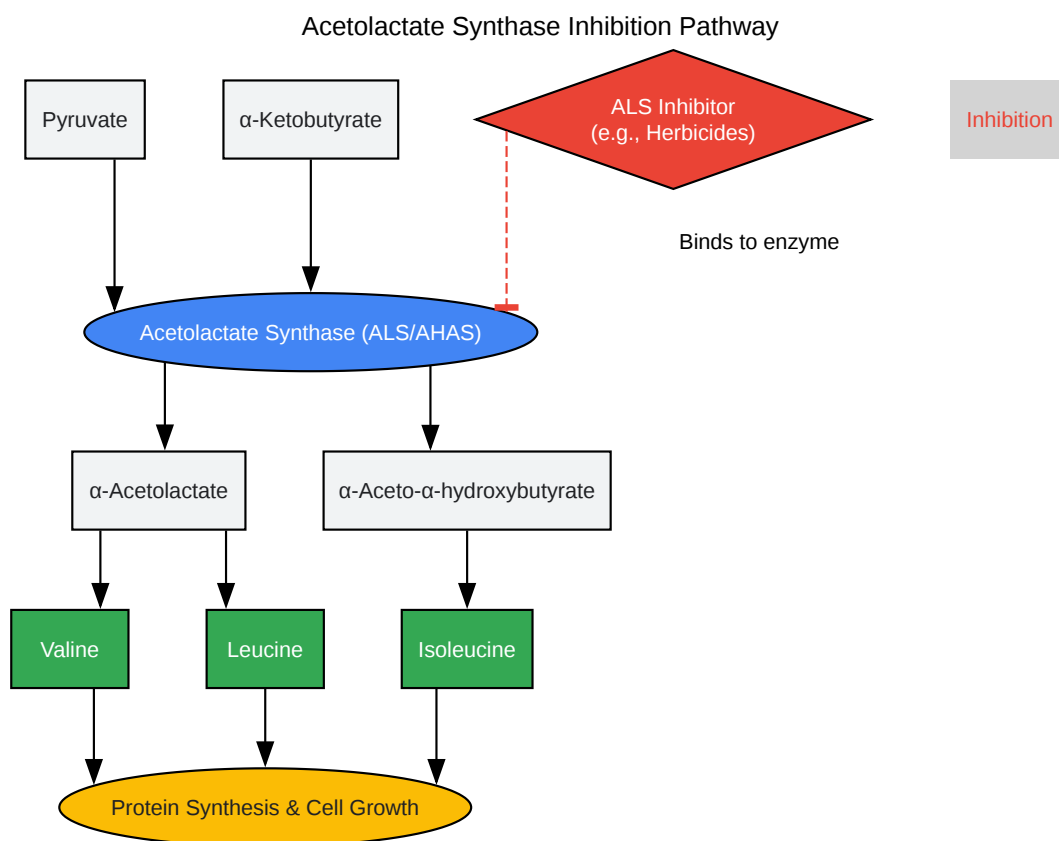 Acetolactate Synthase Inhibition Pathway
Pyruvate
α-Ketobutyrate
ALS Inhibitor
(e.g., Herbicides)
Inhibition
Binds to enzyme
Acetolactate Synthase (ALS/AHAS)
α-Acetolactate
α-Aceto-α-hydroxybutyrate
Valine
Leucine
Isoleucine
Protein Synthesis & Cell Growth